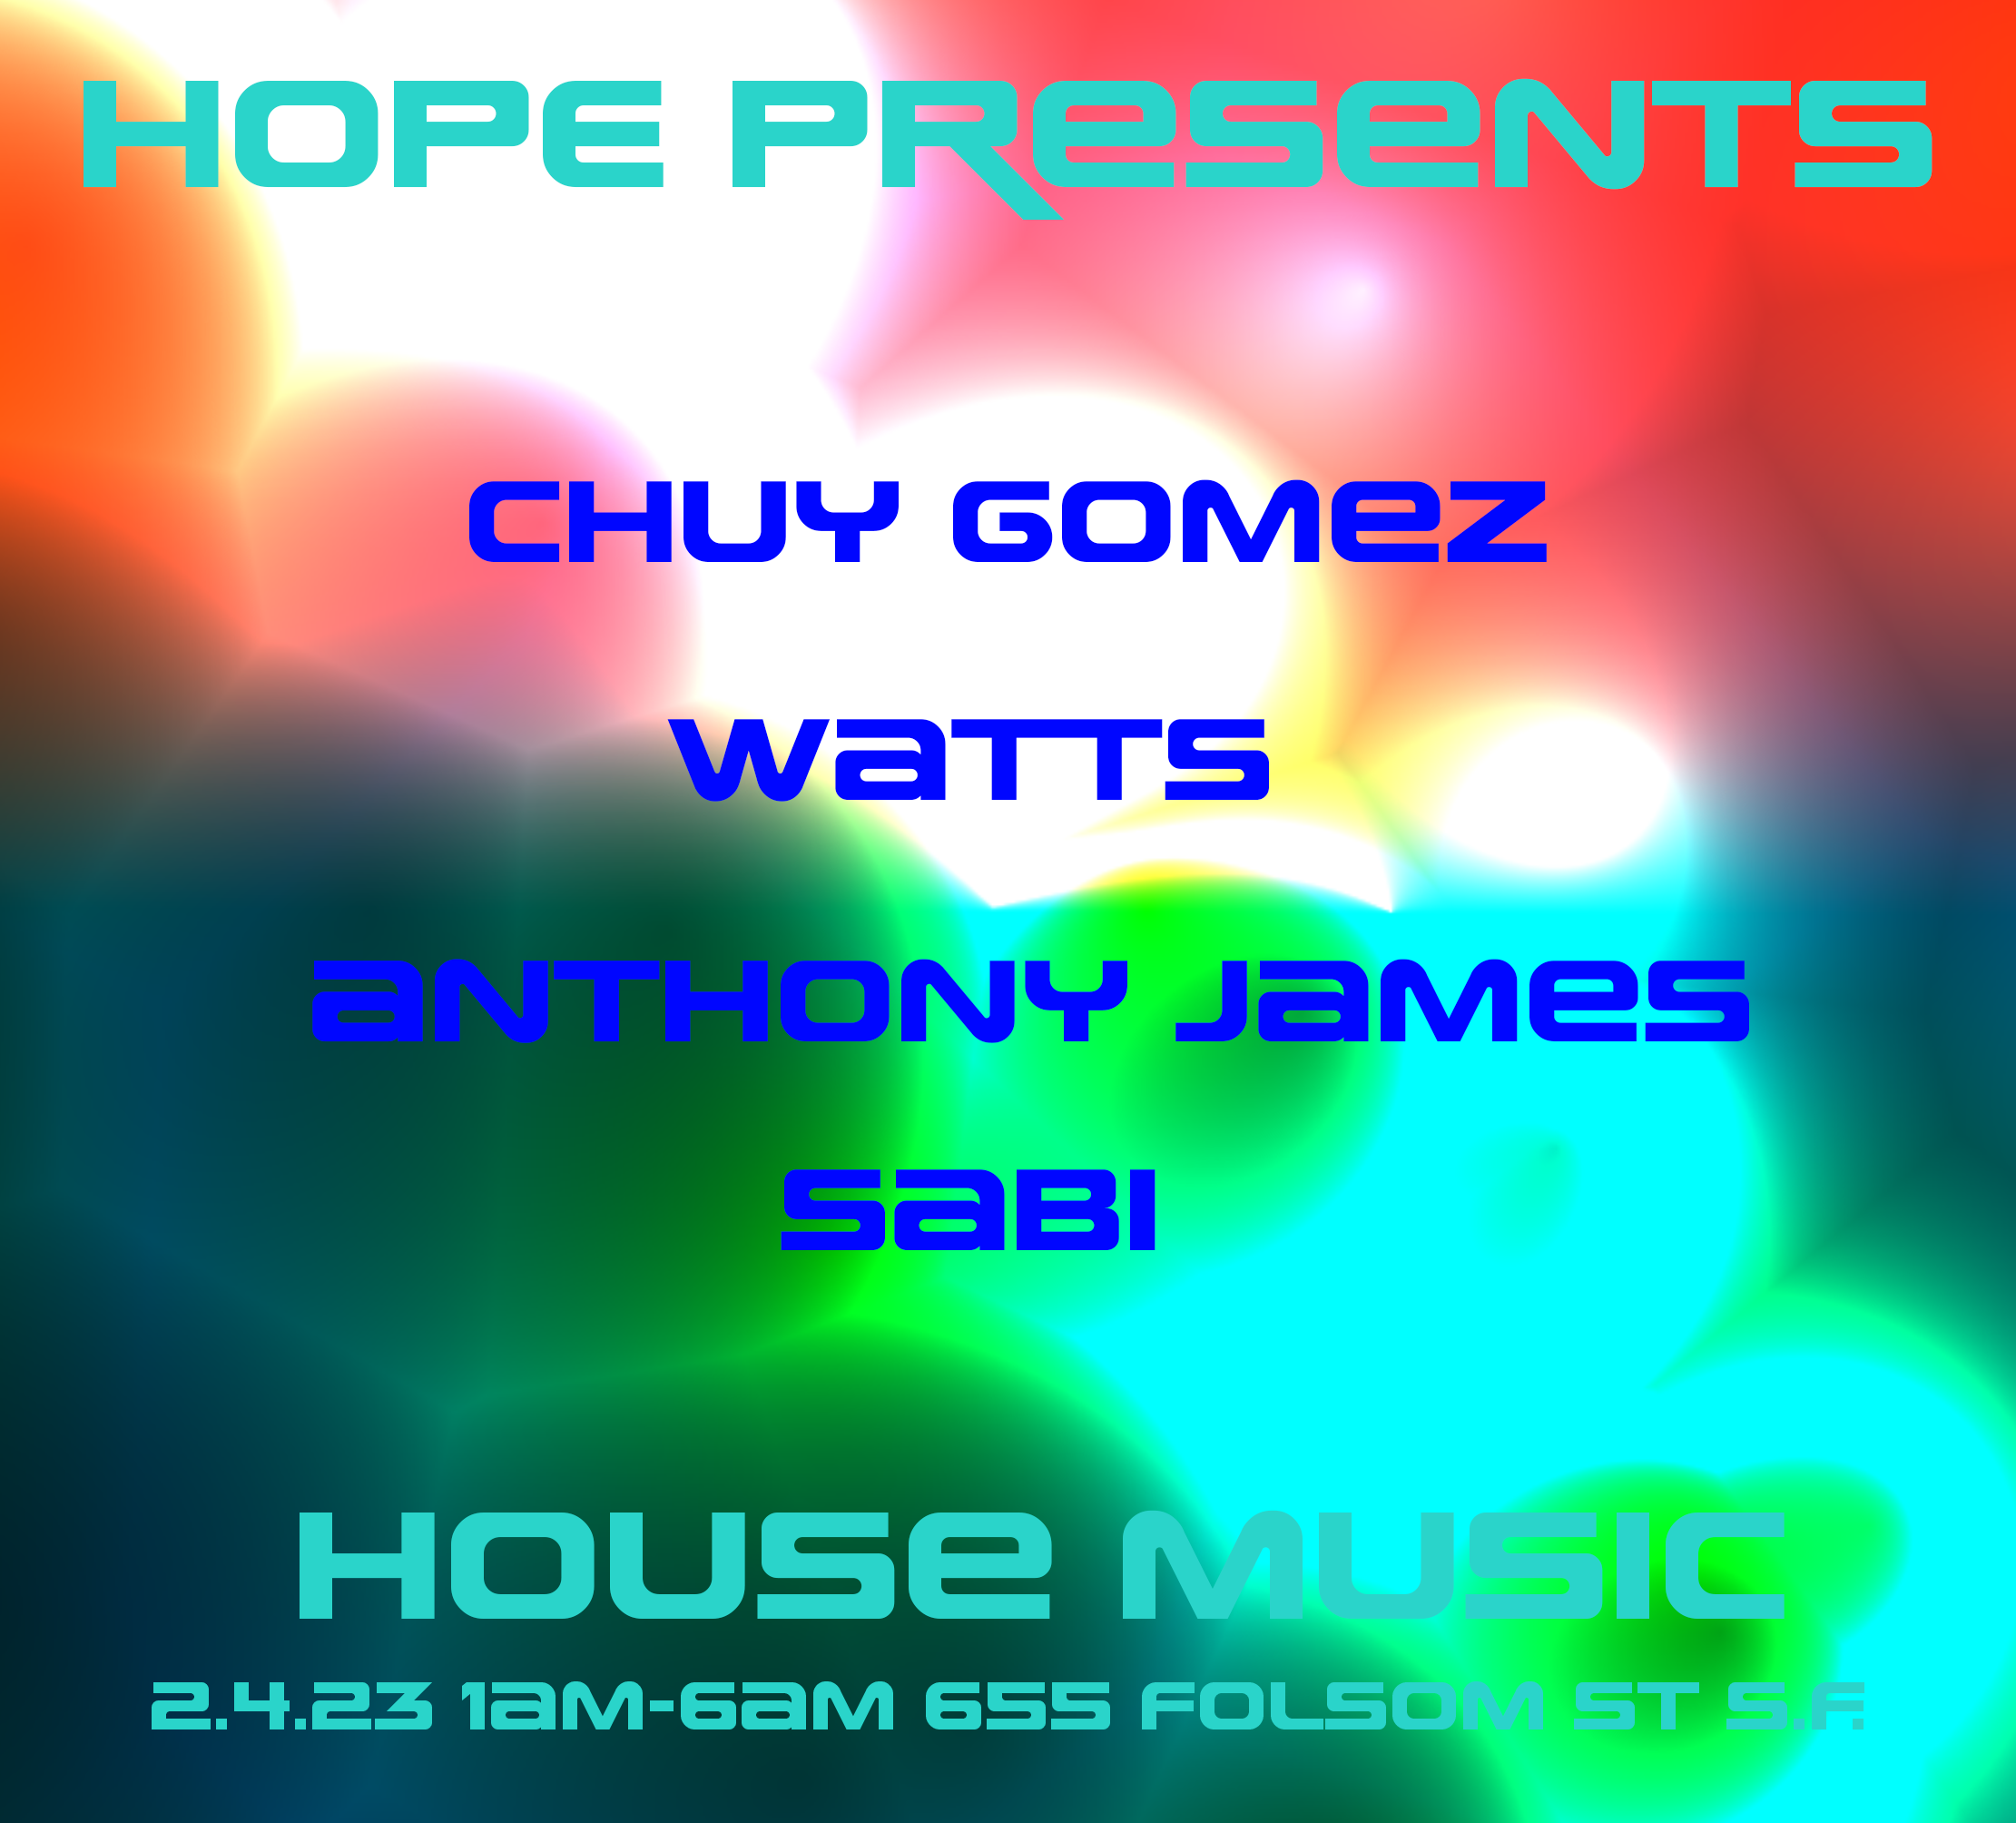 HOPE PRESENTS
CHUY GOMEZ
WATTS
ANTHONY JAMES
SABI
HOUSE MUSIC
2.4.23 1AM-6AM 655 FOLSOM ST S.F.